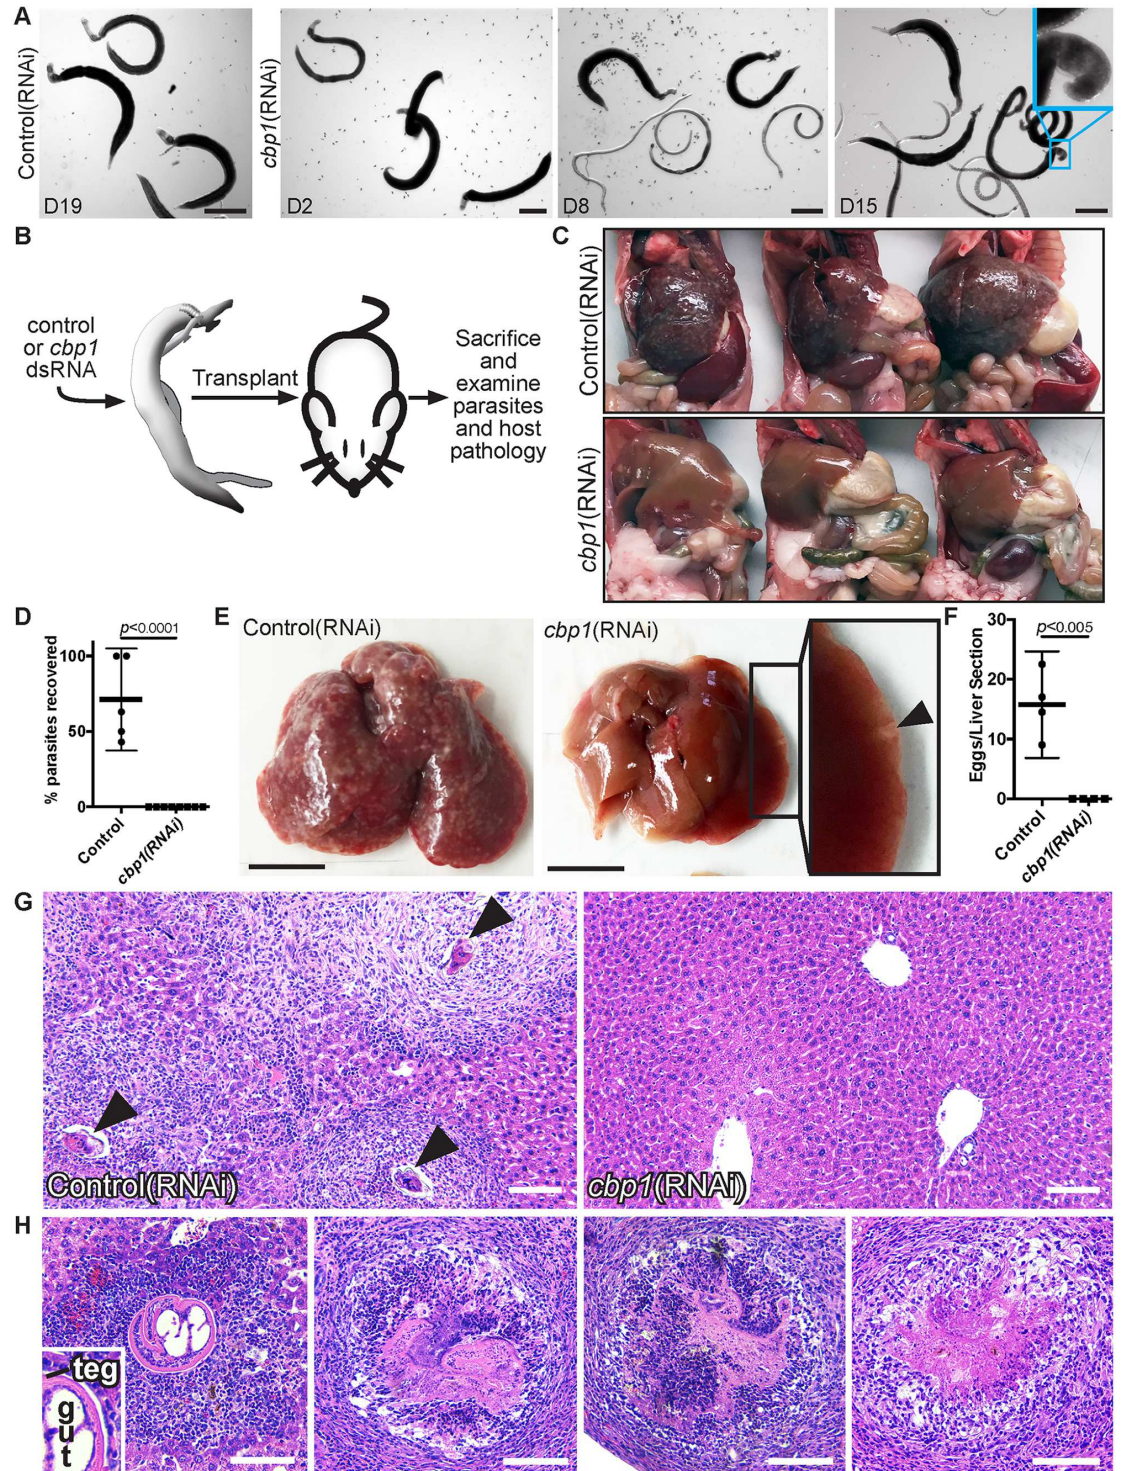 A
Control(RNAi)
D19
cbp1(RNAi)
D2
D8
D15
B
control
or cbp1
dsRNA
Transplant
Sacrifice
and
examine
parasites
and host
pathology
C
Control(RNAi)
cbp1(RNAi)
D
p<0.0001
% parasites recovered
100
50
0
Control
cbp1(RNAi)
E
Control(RNAi)
cbp1(RNAi)
F
p<0.005
Eggs/Liver Section
30
20
10
0
Control
cbp1(RNAi)
G
Control(RNAi)
cbp1(RNAi)
H
teg
gut